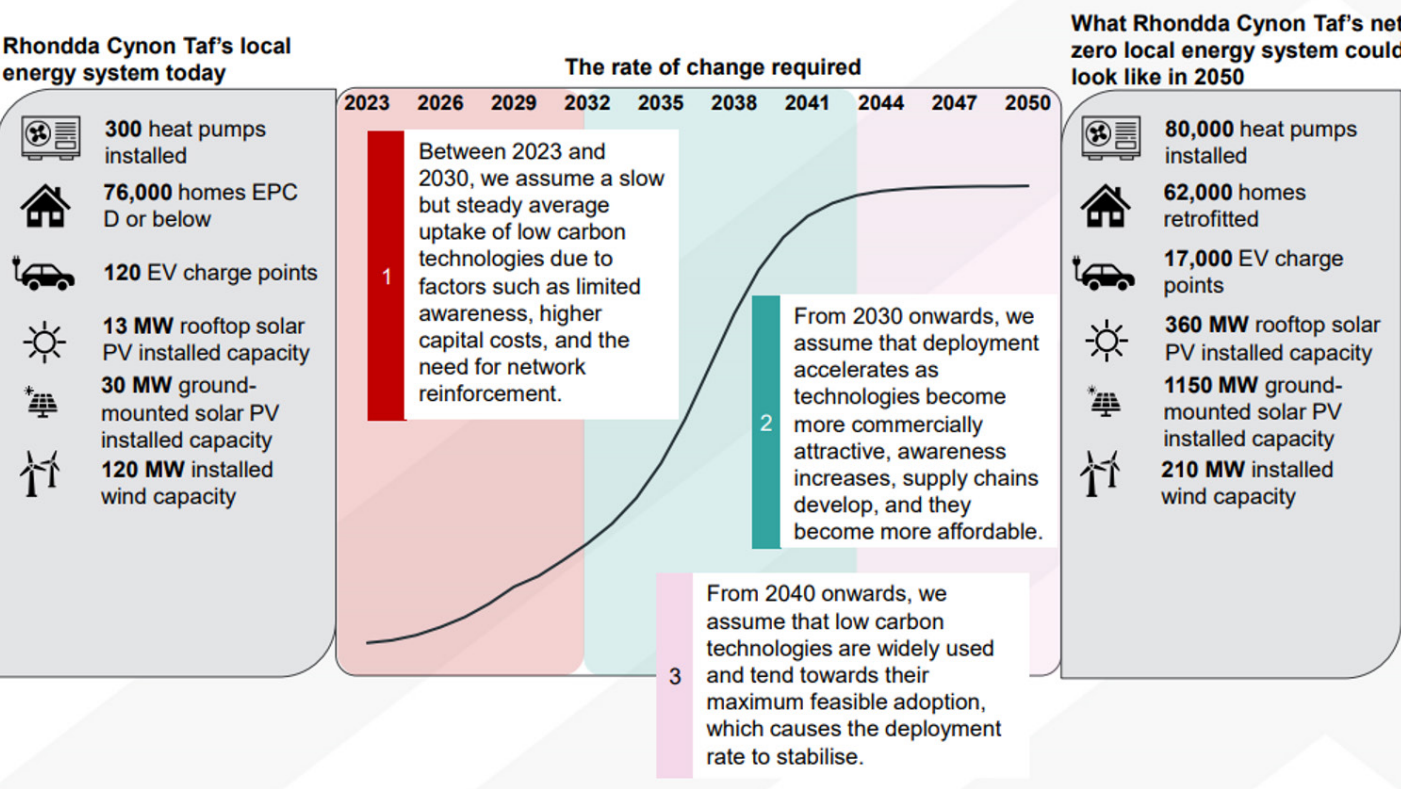 Rhondda Cynon Taf's local
energy system today
300 heat pumps
installed
76,000 homes EPC
D or below
120 EV charge points
13 MW rooftop solar
PV installed capacity
30 MW ground-
mounted solar PV
installed capacity
120 MW installed
wind capacity
The rate of change required
2023 2026 2029 2032 2035 2038 2041 2044 2047 2050
1
Between 2023 and
2030, we assume a slow
but steady average
uptake of low carbon
technologies due to
factors such as limited
awareness, higher
capital costs, and the
need for network
reinforcement.
2
From 2030 onwards, we
assume that deployment
accelerates as
technologies become
more commercially
attractive, awareness
increases, supply chains
develop, and they
become more affordable.
3
From 2040 onwards, we
assume that low carbon
technologies are widely used
and tend towards their
maximum feasible adoption,
which causes the deployment
rate to stabilise.
What Rhondda Cynon Taf's net
zero local energy system could
look like in 2050
80,000 heat pumps
installed
62,000 homes
retrofitted
17,000 EV charge
points
360 MW rooftop solar
PV installed capacity
1150 MW ground-
mounted solar PV
installed capacity
210 MW installed
wind capacity